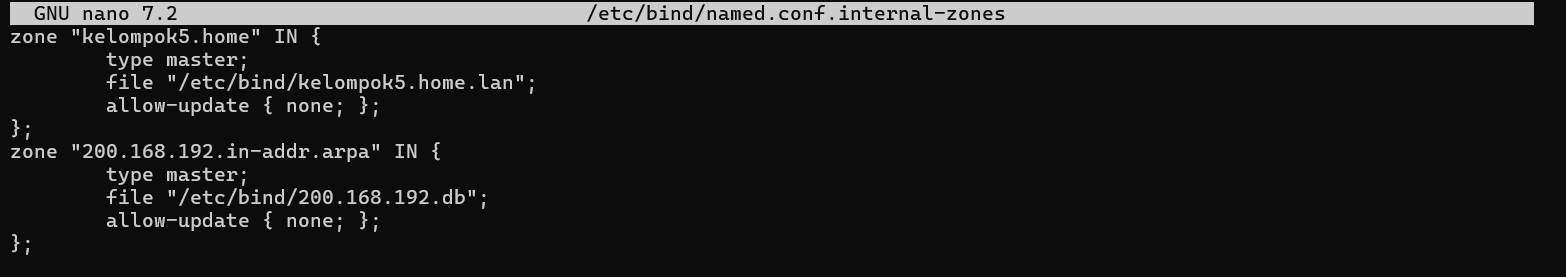 GNU nano 7.2 /etc/bind/named.conf.internal-zones
zone "kelompok5.home" IN {
        type master;
        file "/etc/bind/kelompok5.home.lan";
        allow-update { none; };
};
zone "200.168.192.in-addr.arpa" IN {
        type master;
        file "/etc/bind/200.168.192.db";
        allow-update { none; };
};